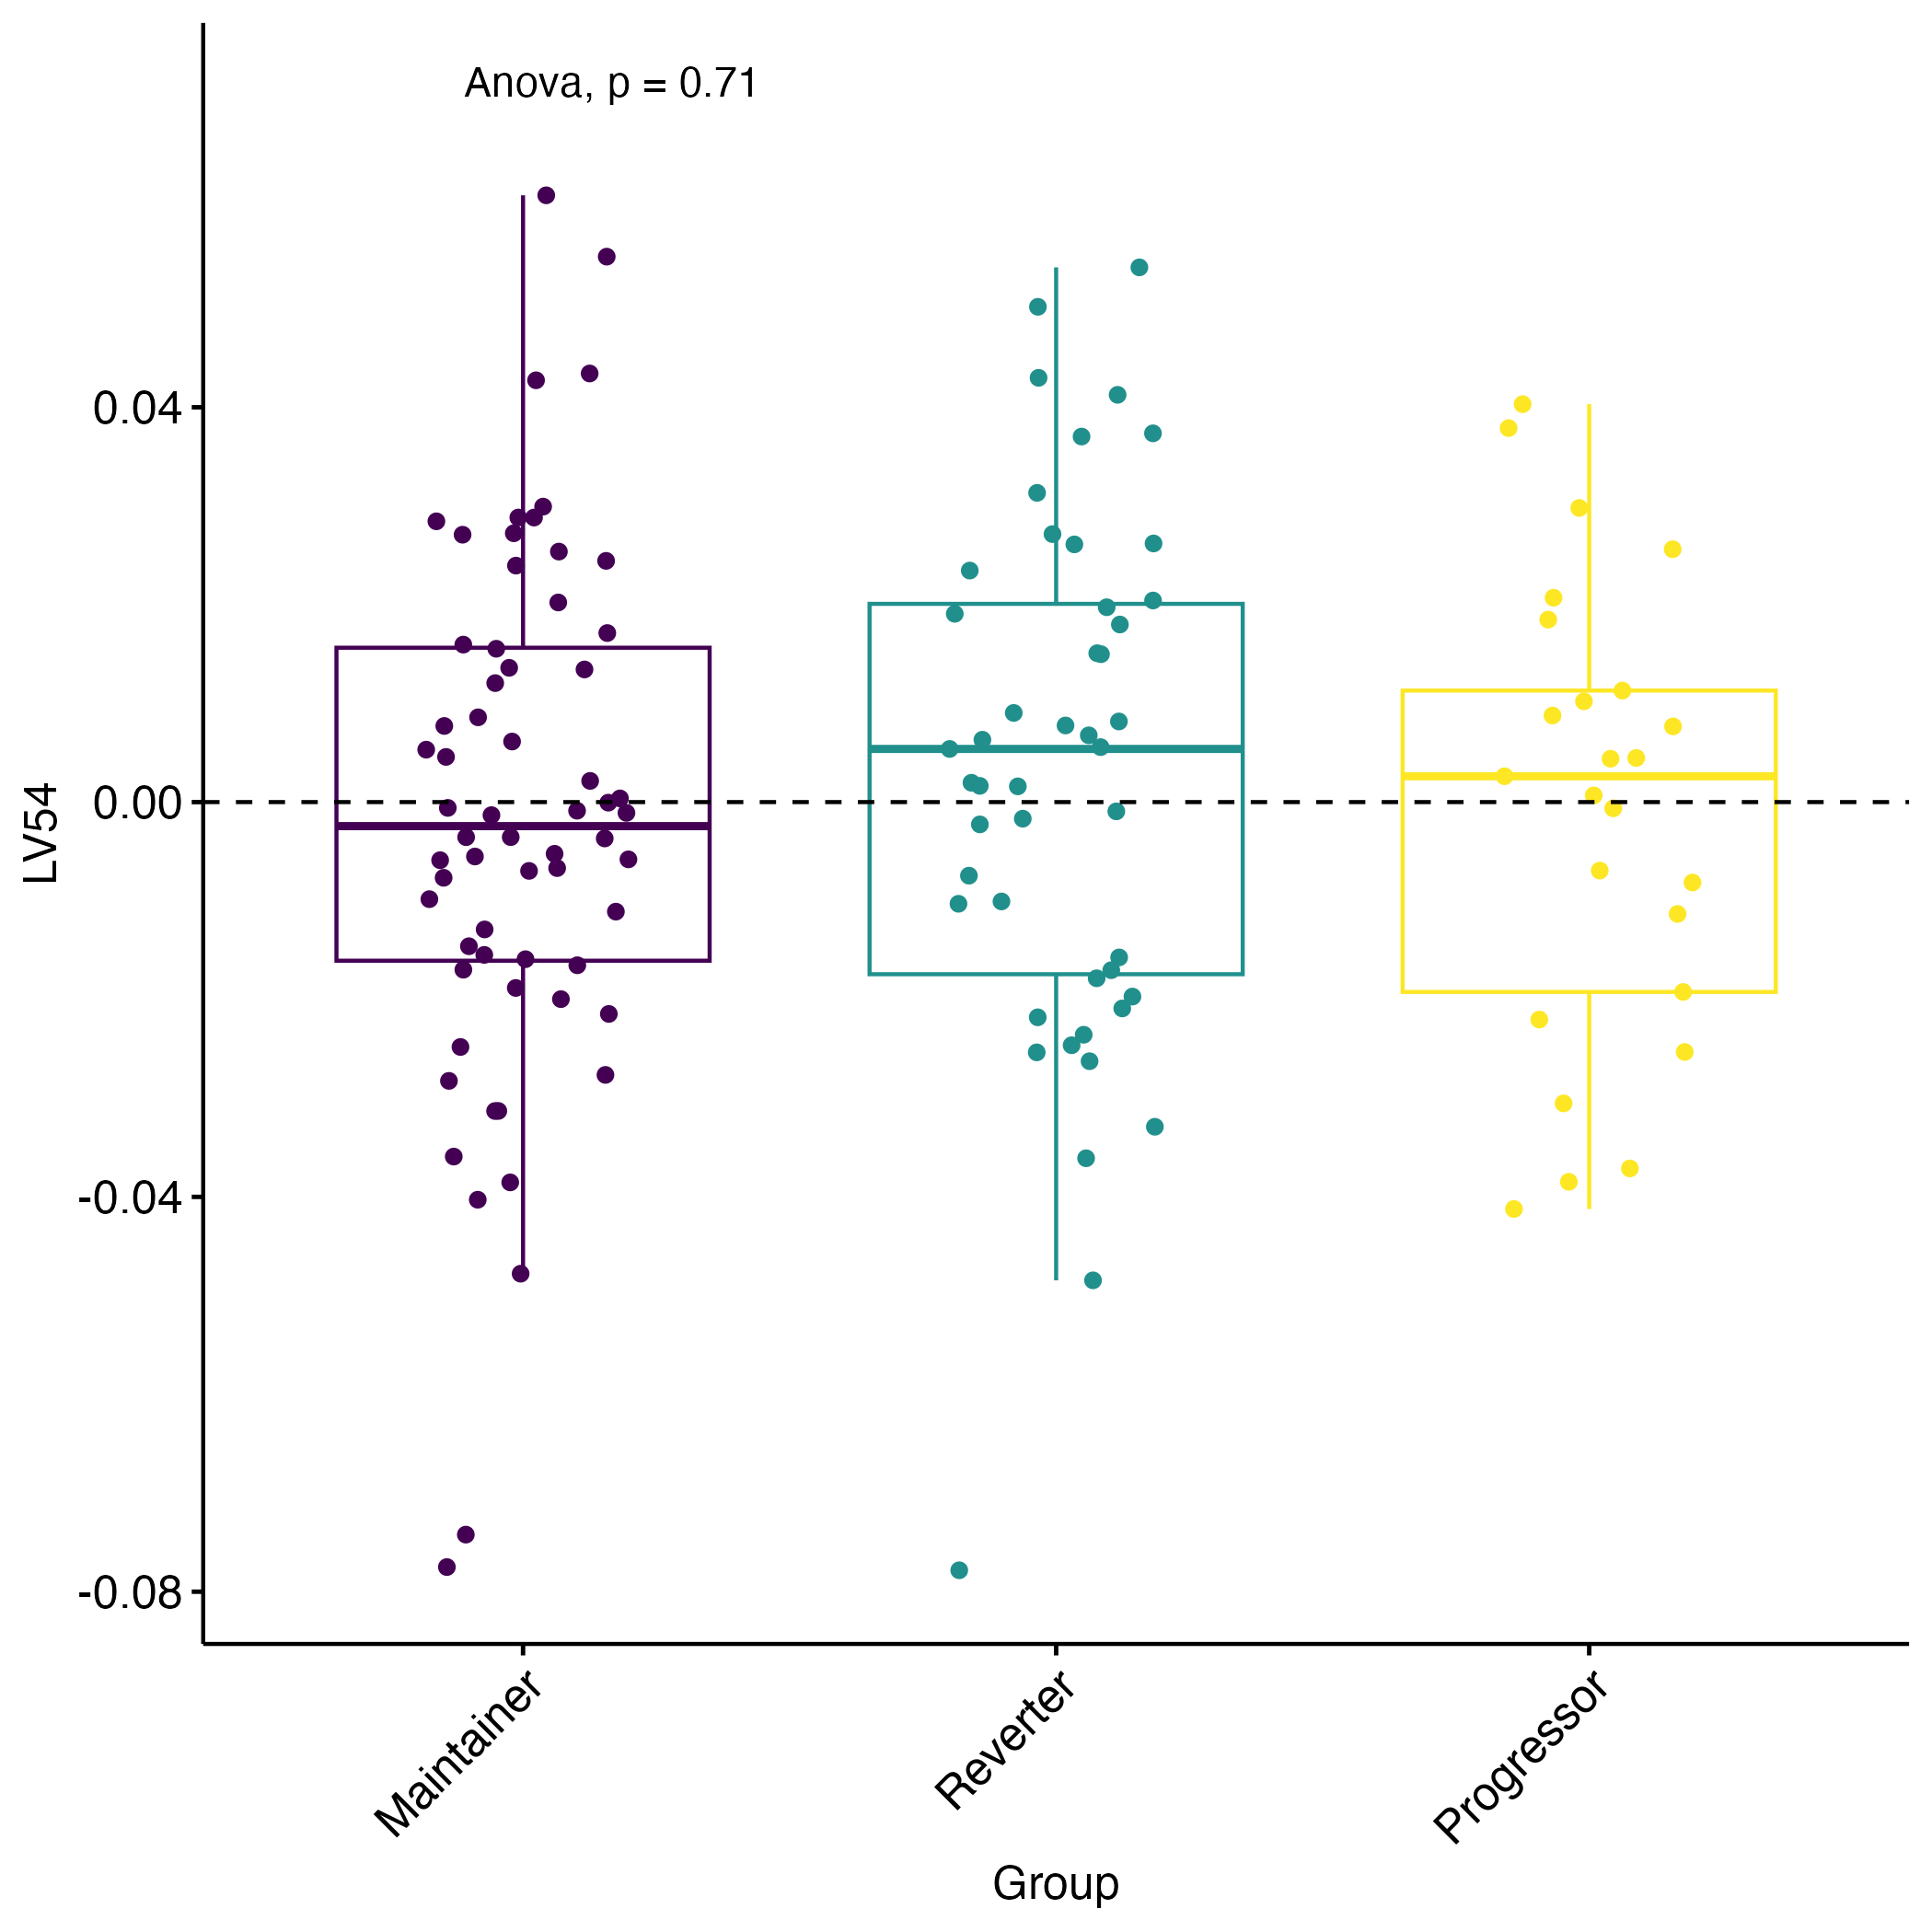 Anova, p = 0.71
0.04
0.00
-0.04
-0.08
LV54
Maintainer
Reverter
Progressor
Group